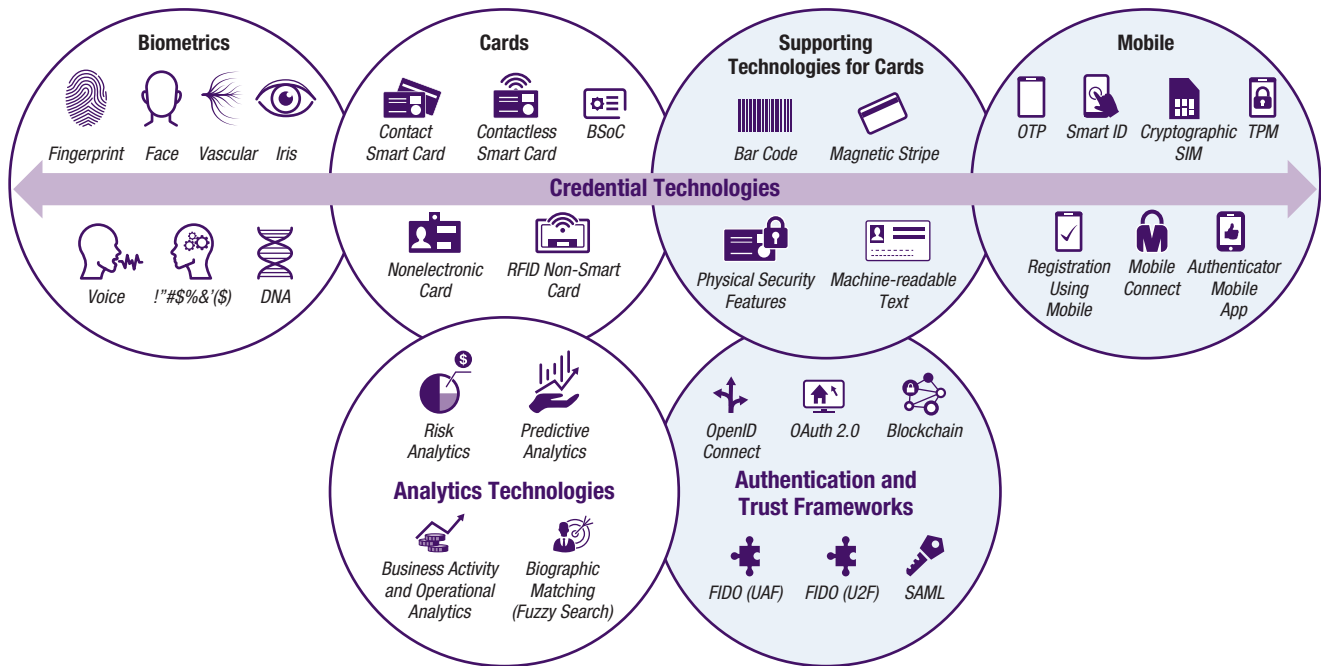 Biometrics
Fingerprint
Face
Vascular
Iris
Voice
!"#$%&'($)
DNA
Cards
Contact
Smart Card
Contactless
Smart Card
BSoC
Nonelectronic
Card
RFID Non-Smart
Card
Supporting
Technologies for Cards
Bar Code
Magnetic Stripe
Physical Security
Features
Machine-readable
Text
Mobile
OTP
Smart ID
Cryptographic
SIM
TPM
Registration
Using
Mobile
Mobile
Connect
Authenticator
Mobile
App
Credential Technologies
$
Risk
Analytics
Predictive
Analytics
Analytics Technologies
Business Activity
and Operational
Analytics
Biographic
Matching
(Fuzzy Search)
OpenID
Connect
OAuth 2.0
Blockchain
Authentication and
Trust Frameworks
FIDO (UAF)
FIDO (U2F)
SAML